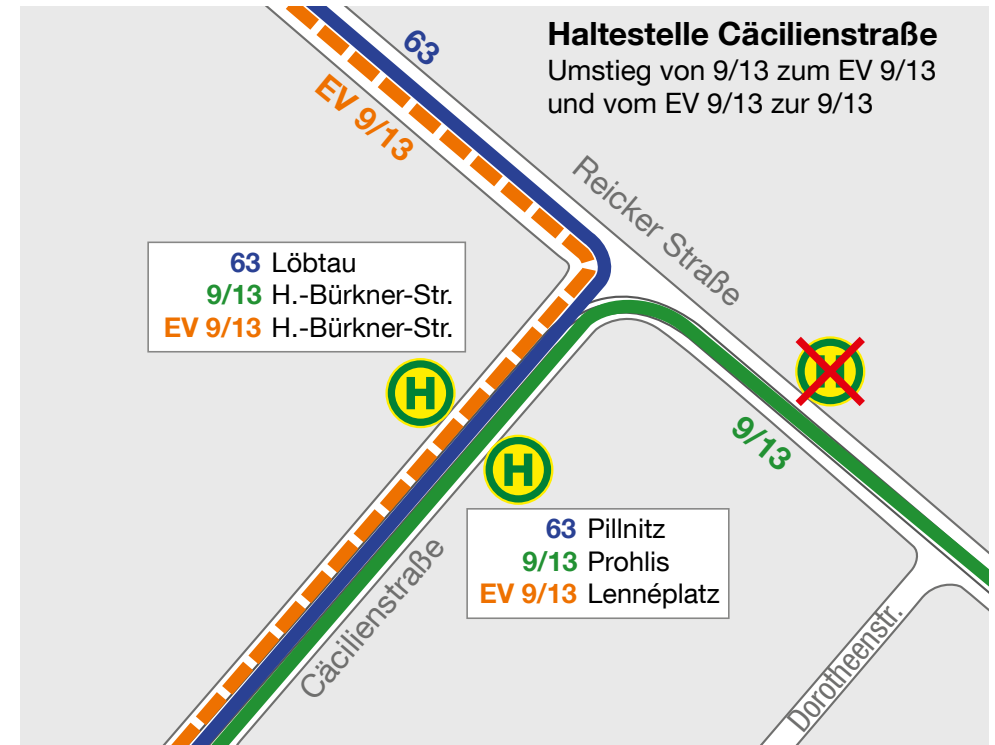 Haltestelle Cäcilienstraße
Umstieg von 9/13 zum EV 9/13
und vom EV 9/13 zur 9/13
63
EV 9/13
Reicker Straße
63 Löbtau
9/13 H.-Bürkner-Str.
EV 9/13 H.-Bürkner-Str.
H
H
9/13
H
63 Pillnitz
9/13 Prohlis
EV 9/13 Lennéplatz
Cäcilienstraße
Dorotheenstr.